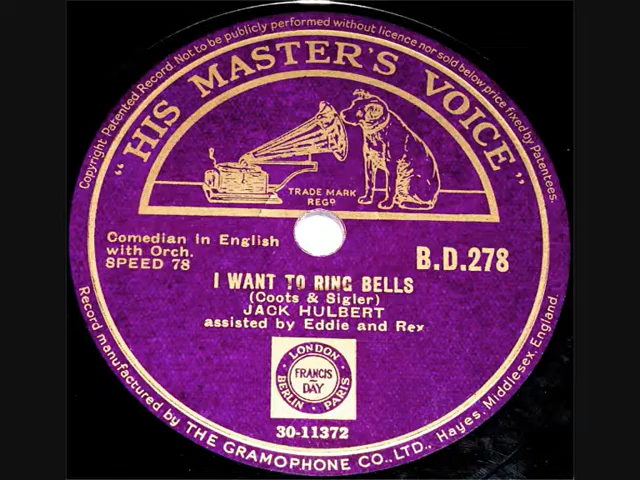 Copyright Patented Record. Not to be publicly performed without licence nor sold below price fixed by Patentees.
"HIS MASTER'S VOICE"
TRADE MARK
REGD.
Comedian in English
with Orch.
SPEED 78
B.D.278
I WANT TO RING BELLS
(Coots & Sigler)
JACK HULBERT
assisted by Eddie and Rex
LONDON
FRANCIS
~
DAY
BERLIN · PARIS
30-11372
Record manufactured by THE GRAMOPHONE CO., LTD., Hayes, Middlesex, England.